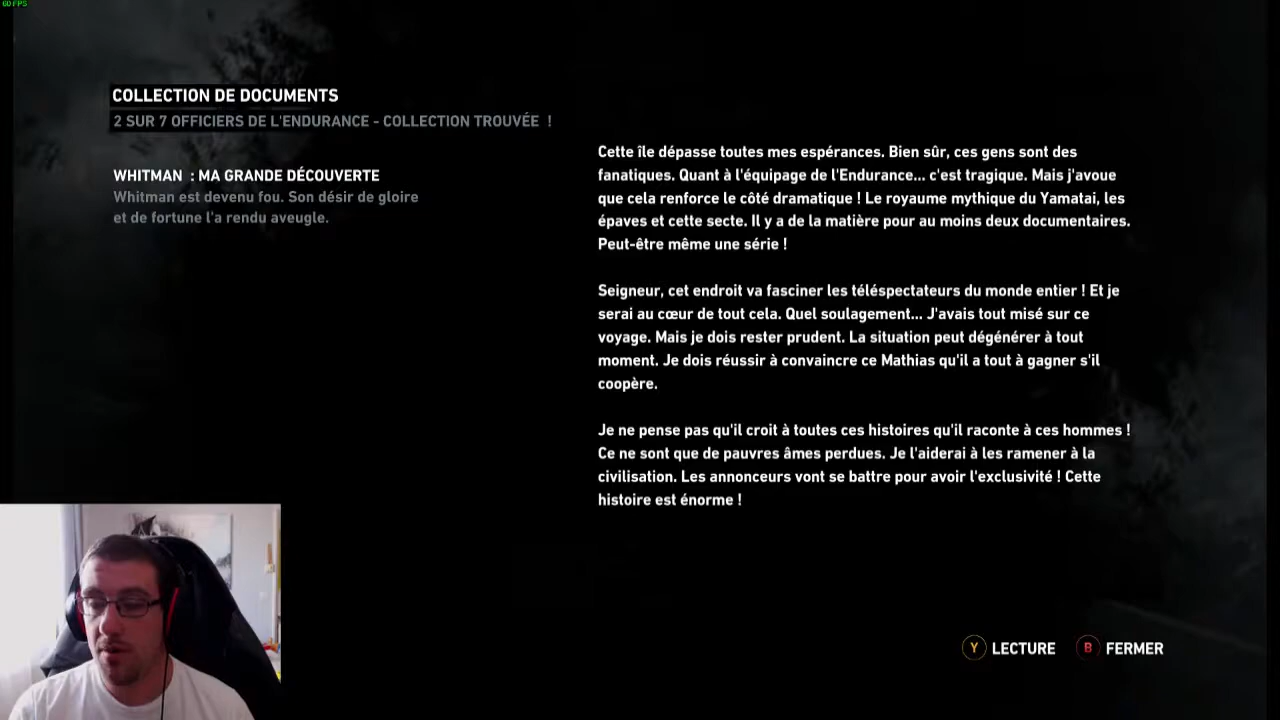 60 FPS
COLLECTION DE DOCUMENTS
2 SUR 7 OFFICIERS DE L'ENDURANCE - COLLECTION TROUVÉE !
WHITMAN : MA GRANDE DÉCOUVERTE
Whitman est devenu fou. Son désir de gloire
et de fortune l'a rendu aveugle.
Cette île dépasse toutes mes espérances. Bien sûr, ces gens sont des
fanatiques. Quant à l'équipage de l'Endurance... c'est tragique. Mais j'avoue
que cela renforce le côté dramatique ! Le royaume mythique du Yamatai, les
épaves et cette secte. Il y a de la matière pour au moins deux documentaires.
Peut-être même une série !
Seigneur, cet endroit va fasciner les téléspectateurs du monde entier ! Et je
serai au cœur de tout cela. Quel soulagement... J'avais tout misé sur ce
voyage. Mais je dois rester prudent. La situation peut dégénérer à tout
moment. Je dois réussir à convaincre ce Mathias qu'il a tout à gagner s'il
coopère.
Je ne pense pas qu'il croit à toutes ces histoires qu'il raconte à ces hommes !
Ce ne sont que de pauvres âmes perdues. Je l'aiderai à les ramener à la
civilisation. Les annonceurs vont se battre pour avoir l'exclusivité ! Cette
histoire est énorme !
Y LECTURE B FERMER